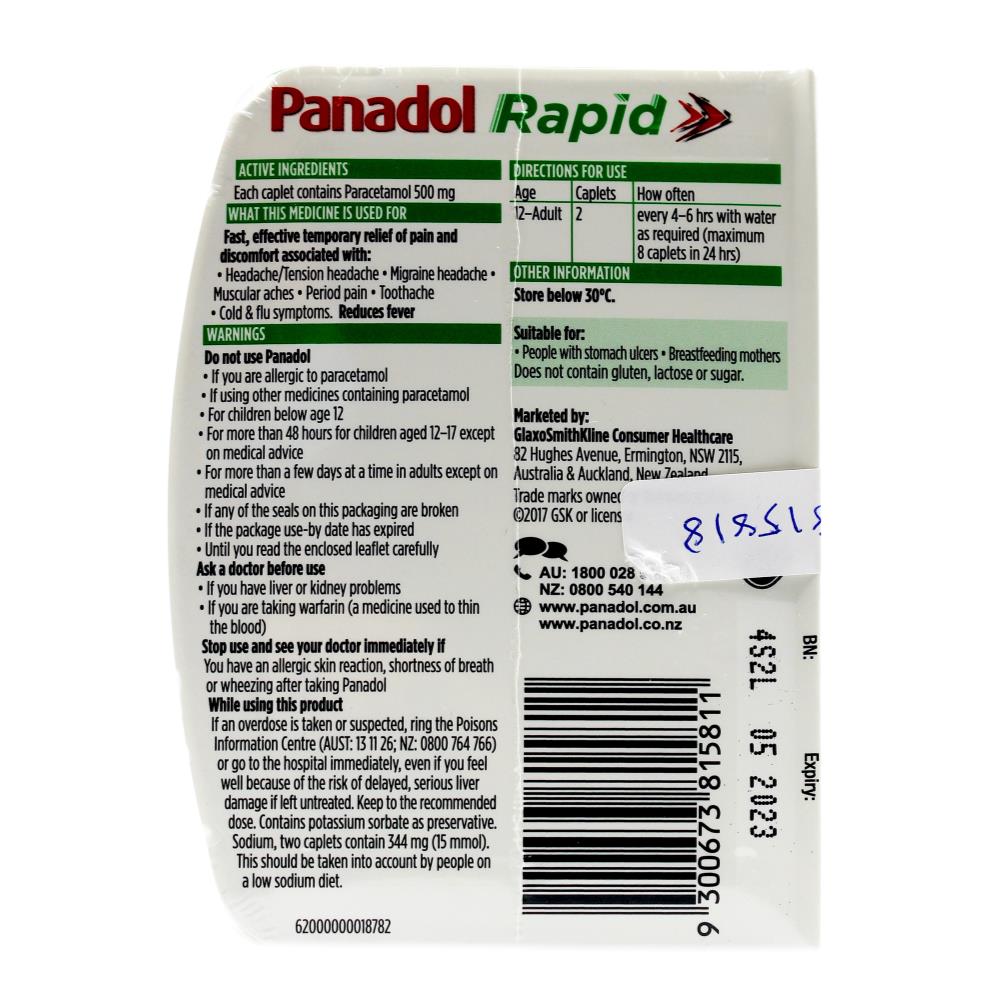 Panadol Rapid
ACTIVE INGREDIENTS
Each caplet contains Paracetamol 500 mg
WHAT THIS MEDICINE IS USED FOR
Fast, effective temporary relief of pain and
discomfort associated with:
• Headache/Tension headache • Migraine headache •
Muscular aches • Period pain • Toothache
• Cold & flu symptoms. Reduces fever
WARNINGS
Do not use Panadol
• If you are allergic to paracetamol
• If using other medicines containing paracetamol
• For children below age 12
• For more than 48 hours for children aged 12–17 except
on medical advice
• For more than a few days at a time in adults except on
medical advice
• If any of the seals on this packaging are broken
• If the package use-by date has expired
• Until you read the enclosed leaflet carefully
Ask a doctor before use
• If you have liver or kidney problems
• If you are taking warfarin (a medicine used to thin
the blood)
Stop use and see your doctor immediately if
You have an allergic skin reaction, shortness of breath
or wheezing after taking Panadol
While using this product
If an overdose is taken or suspected, ring the Poisons
Information Centre (AUST: 13 11 26; NZ: 0800 764 766)
or go to the hospital immediately, even if you feel
well because of the risk of delayed, serious liver
damage if left untreated. Keep to the recommended
dose. Contains potassium sorbate as preservative.
Sodium, two caplets contain 344 mg (15 mmol).
This should be taken into account by people on
a low sodium diet.
62000000018782
DIRECTIONS FOR USE
Age Caplets How often
12–Adult 2 every 4–6 hrs with water
as required (maximum
8 caplets in 24 hrs)
OTHER INFORMATION
Store below 30°C.
Suitable for:
• People with stomach ulcers • Breastfeeding mothers
Does not contain gluten, lactose or sugar.
Marketed by:
GlaxoSmithKline Consumer Healthcare
82 Hughes Avenue, Ermington, NSW 2115,
Australia & Auckland, New Zealand
Trade marks owned
©2017 GSK or licens
AU: 1800 028
NZ: 0800 540 144
www.panadol.com.au
www.panadol.co.nz
BN: Expiry:
4S2L 05 2023
9 300673 815811